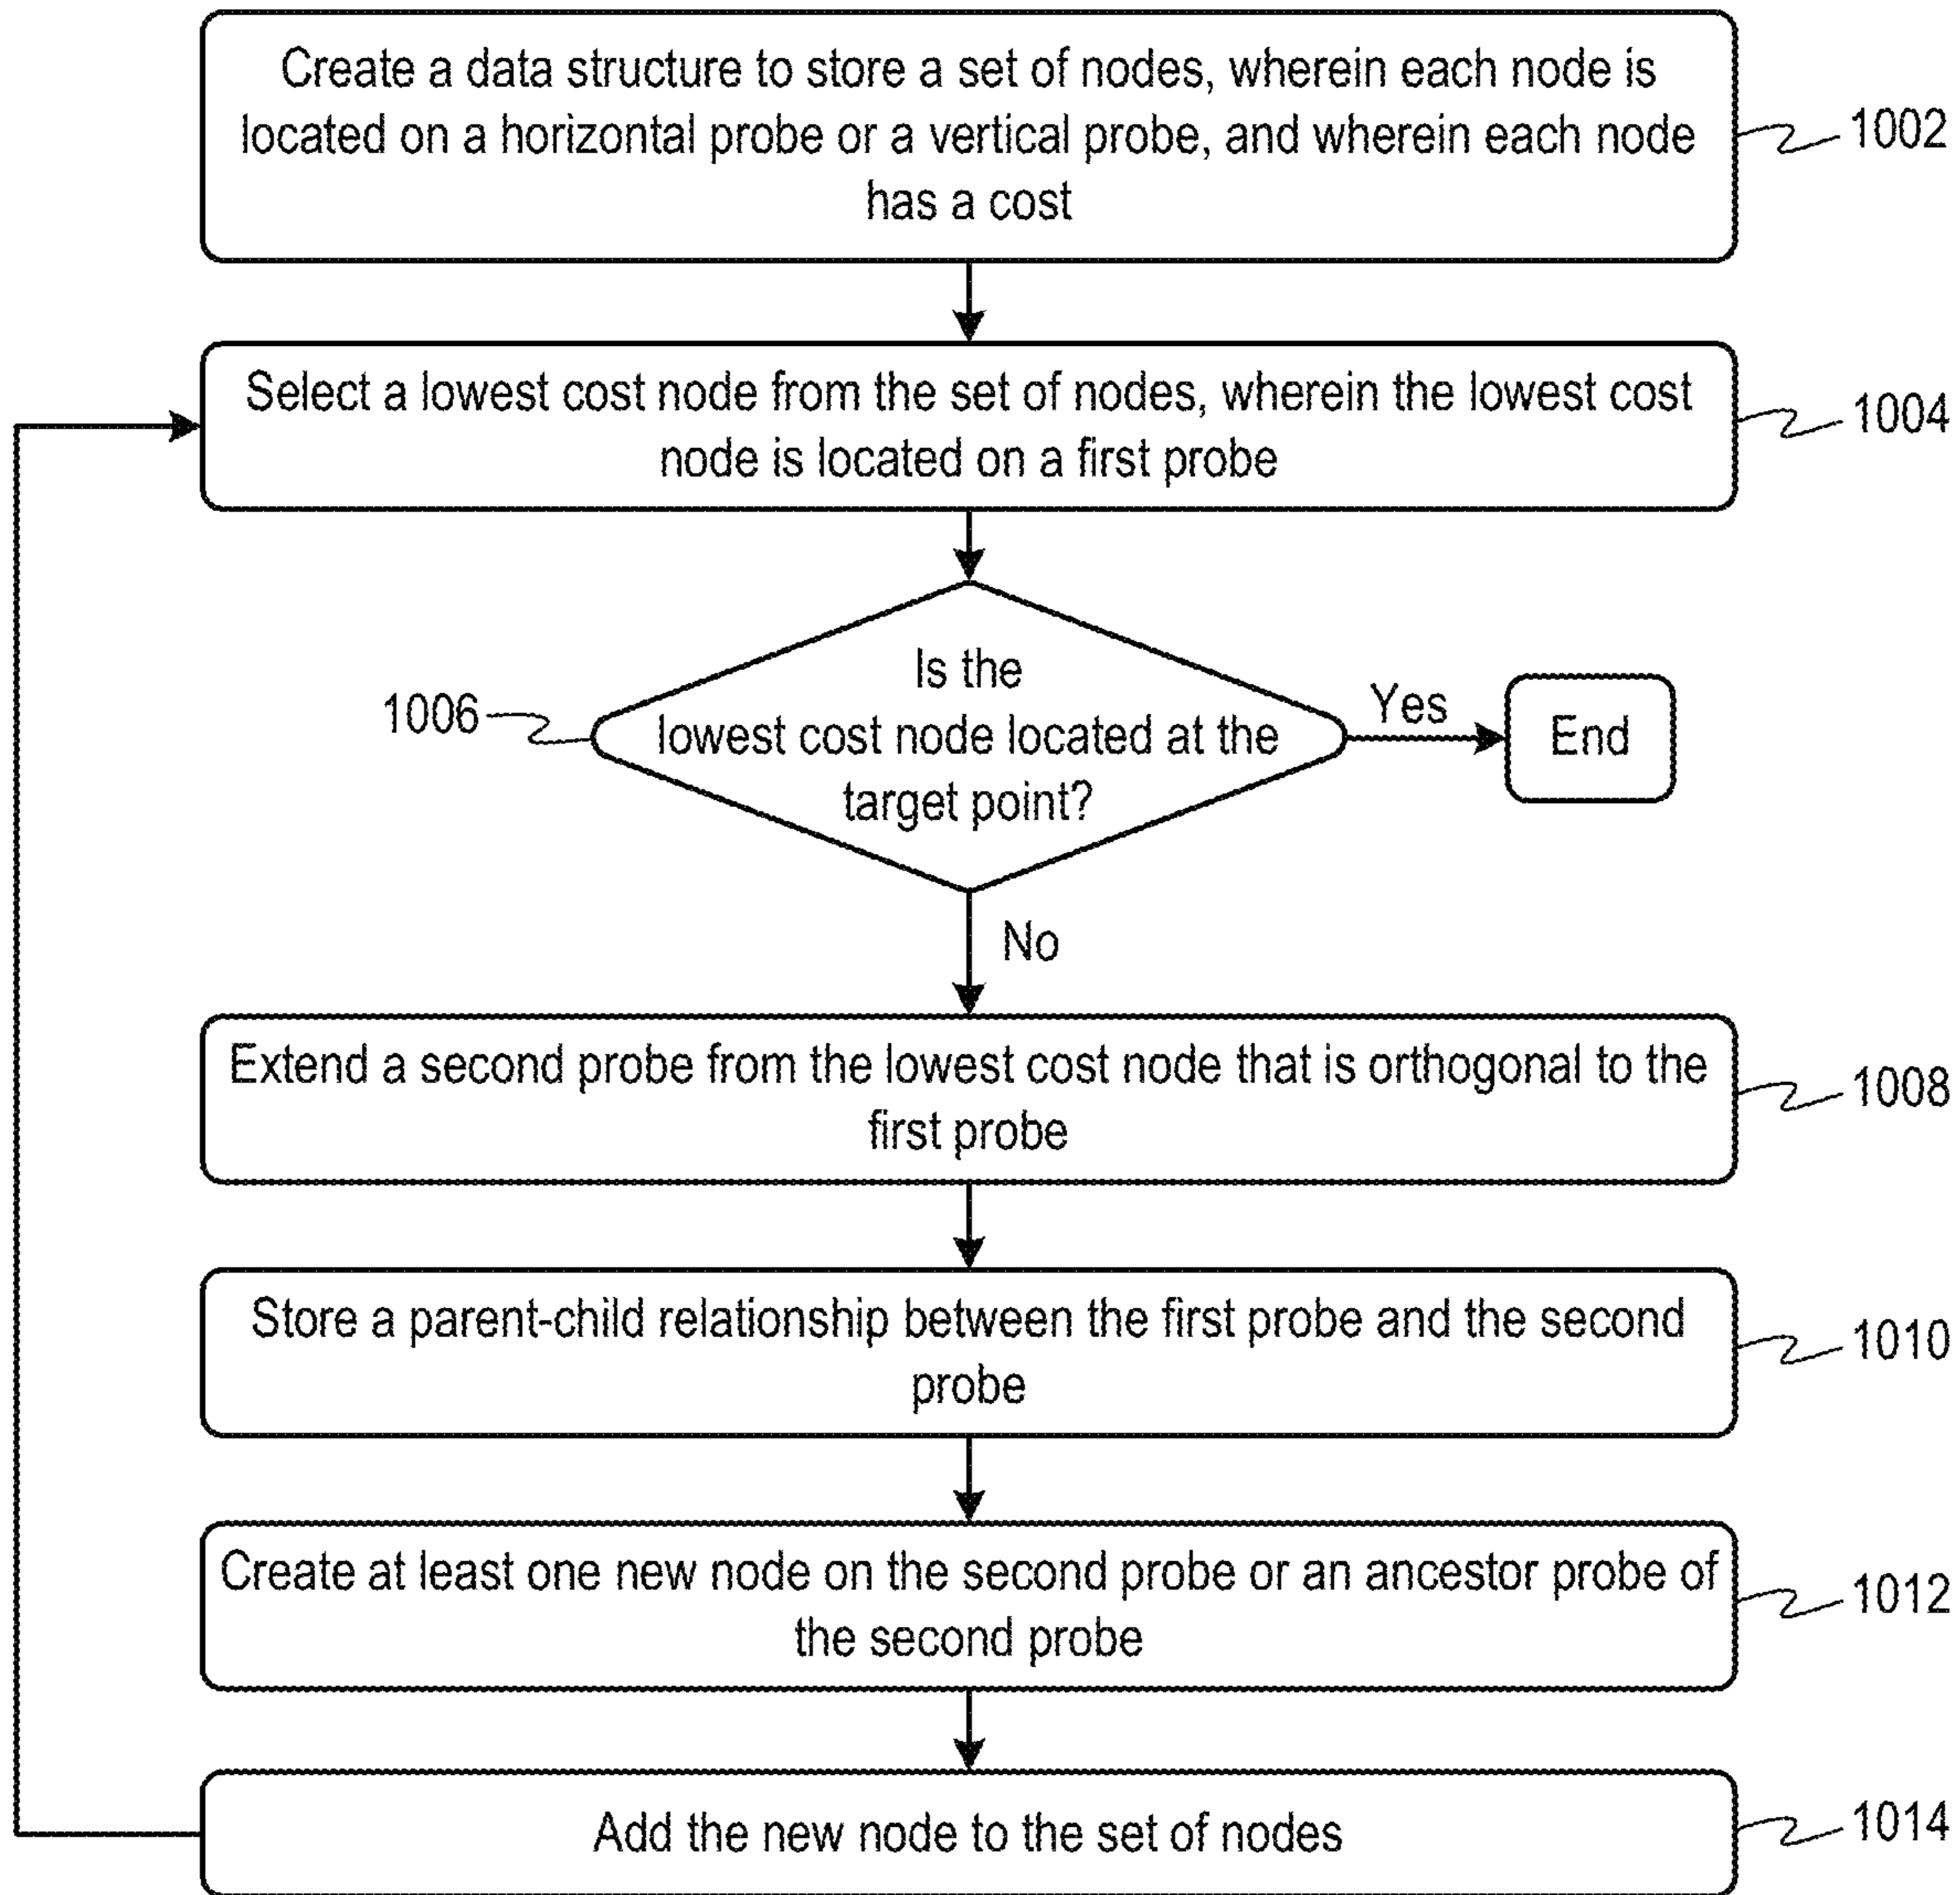 Create a data structure to store a set of nodes, wherein each node is
located on a horizontal probe or a vertical probe, and wherein each node
has a cost
1002
Select a lowest cost node from the set of nodes, wherein the lowest cost
node is located on a first probe
1004
Is the
lowest cost node located at the
target point?
1006
Yes
End
No
Extend a second probe from the lowest cost node that is orthogonal to the
first probe
1008
Store a parent-child relationship between the first probe and the second
probe
1010
Create at least one new node on the second probe or an ancestor probe of
the second probe
1012
Add the new node to the set of nodes
1014